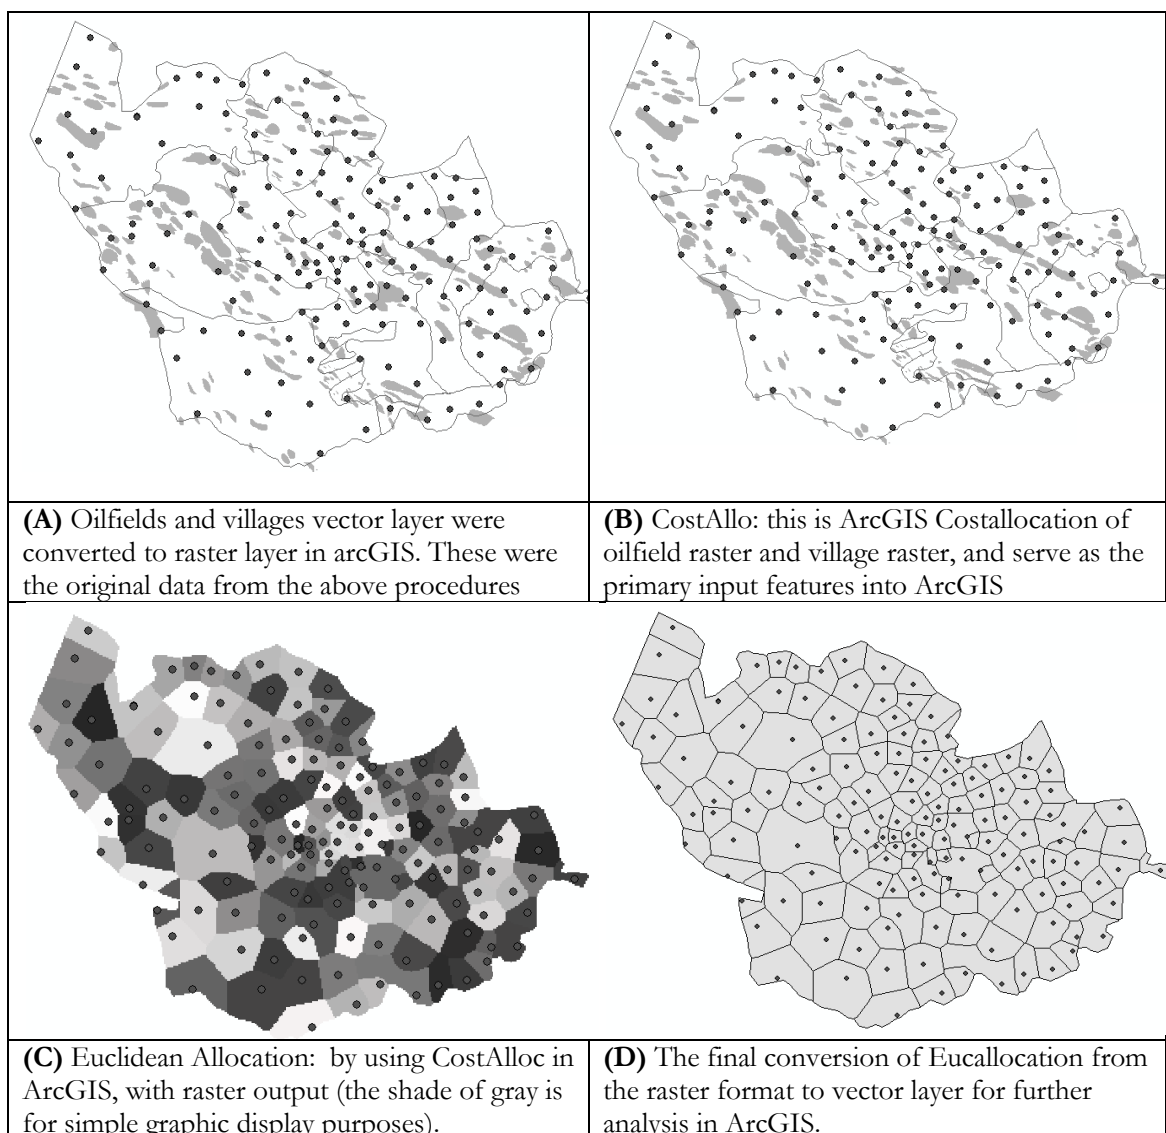 (A) Oilfields and villages vector layer were
converted to raster layer in arcGIS. These were
the original data from the above procedures
(B) CostAllo: this is ArcGIS Costallocation of
oilfield raster and village raster, and serve as the
primary input features into ArcGIS
(C) Euclidean Allocation: by using CostAlloc in
ArcGIS, with raster output (the shade of gray is
for simple graphic display purposes).
(D) The final conversion of Eucallocation from
the raster format to vector layer for further
analysis in ArcGIS.